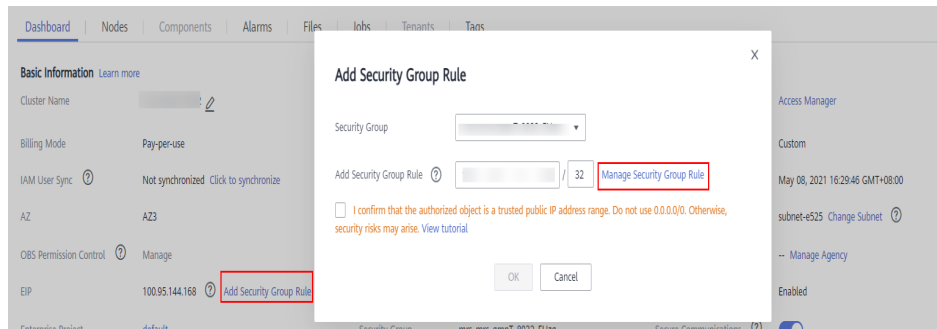 Dashboard Nodes Components Alarms Files Jobs Tenants Tags
X
Basic Information Learn more
Add Security Group Rule
Cluster Name
Access Manager
Security Group
Billing Mode Pay-per-use
Custom
Add Security Group Rule ? / 32 Manage Security Group Rule
IAM User Sync ? Not synchronized Click to synchronize
May 08, 2021 16:29:46 GMT+08:00
I confirm that the authorized object is a trusted public IP address range. Do not use 0.0.0.0/0. Otherwise,
security risks may arise. View tutorial
AZ AZ3
subnet-e525 Change Subnet ?
OBS Permission Control ? Manage
-- Manage Agency
OK Cancel
EIP 100.95.144.168 ? Add Security Group Rule
Enabled
Enterprise Project default Security Group Secure Communications ?